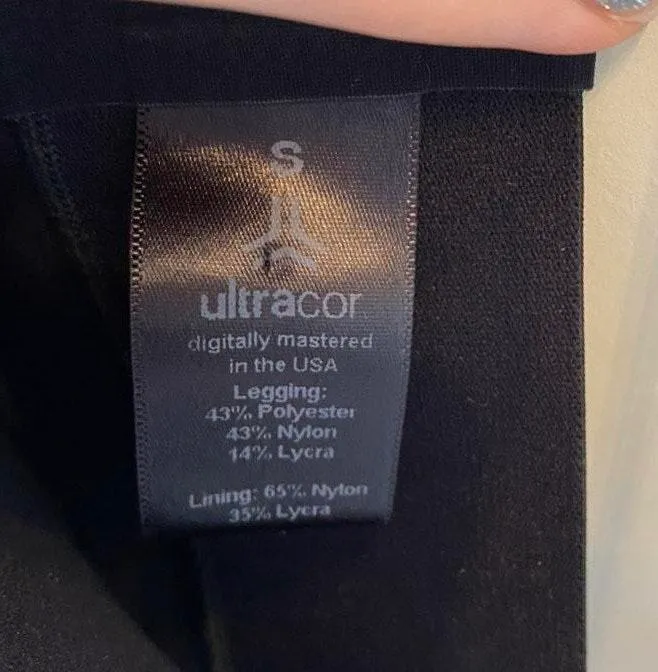 S
ultracor
digitally mastered
in the USA
Legging:
43% Polyester
43% Nylon
14% Lycra
Lining: 65% Nylon
35% Lycra